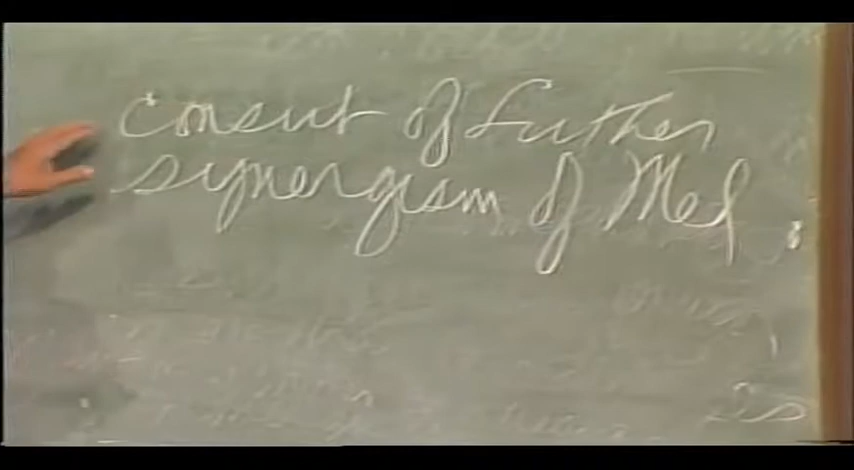 consent of Luther
synergism of Mel.